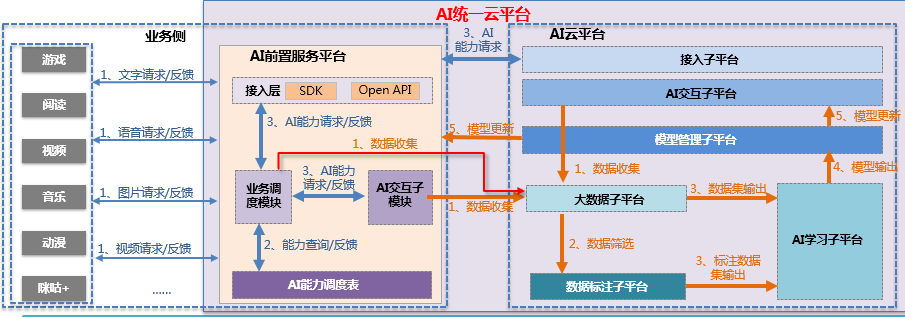 AI统一云平台
业务侧
游戏
阅读
视频
音乐
动漫
咪咕+
1、文字请求/反馈
1、语音请求/反馈
1、图片请求/反馈
1、视频请求/反馈
......
AI前置服务平台
接入层
SDK
Open API
3、AI能力请求/反馈
1、数据收集
业务调
度模块
3、AI能力
请求/反馈
AI交互子
模块
2、能力查询/反馈
AI能力调度表
3、AI
能力请求
5、模型更新
1、数据收集
AI云平台
接入子平台
AI交互子平台
5、模型更新
模型管理子平台
1、数据收集
4、模型输出
大数据子平台
3、数据集输出
AI学习子平台
2、数据筛选
3、标注数据
集输出
数据标注子平台